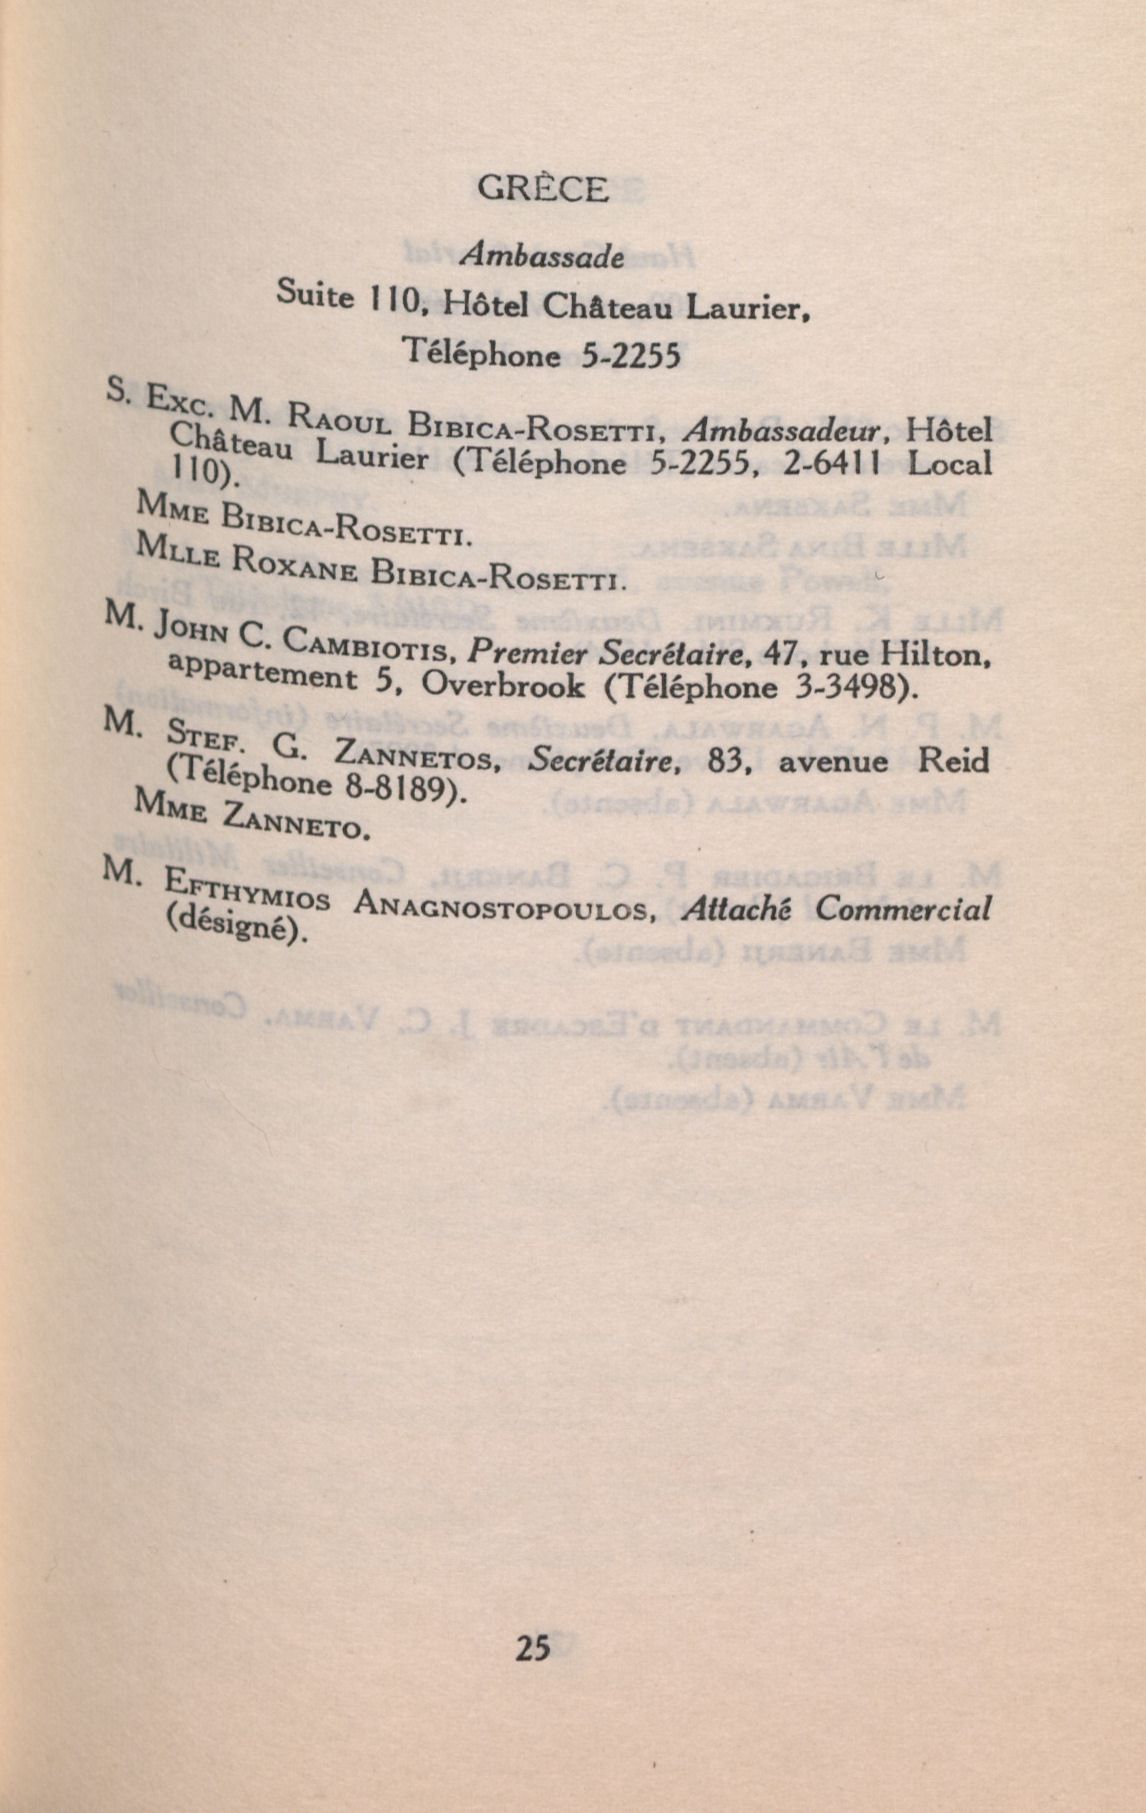 GRÈCE
Ambassade
Suite 110, Hôtel Château Laurier,
Téléphone 5-2255
S. Exc. M. Raoul Bibica-Rosetti, Ambassadeur, Hôtel
Château Laurier (Téléphone 5-2255, 2-6411 Local
110).
Mme Bibica-Rosetti.
Mlle Roxane Bibica-Rosetti.
M. John C. Cambiotis, Premier Secrétaire, 47, rue Hilton,
appartement 5, Overbrook (Téléphone 3-3498).
M. Stef. G. Zannetos, Secrétaire, 83, avenue Reid
(Téléphone 8-8189).
Mme Zanneto.
M. Efthymios Anagnostopoulos, Attaché Commercial
(désigné).
25